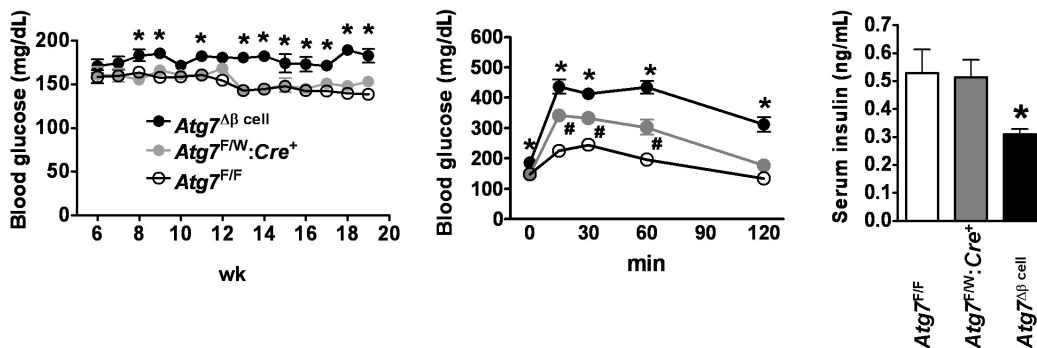 Blood glucose (mg/dL)
200
150
100
50
0
* * * * * * * * * *
Atg7Δβ cell
Atg7F/W:Cre+
Atg7F/F
6 8 10 12 14 16 18 20
wk
Blood glucose (mg/dL)
600
500
400
300
200
100
* * * * *
# # #
0 30 60 90 120
min
Serum insulin (ng/mL)
0.7
0.6
0.5
0.4
0.3
0.2
0.1
0.0
*
Atg7F/F
Atg7F/W:Cre+
Atg7Δβ cell